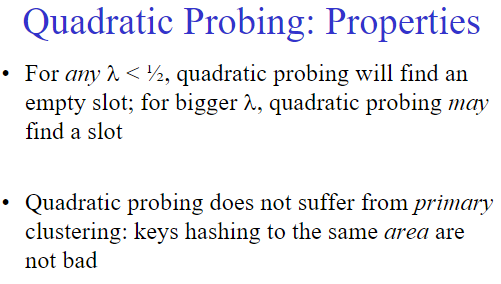 Quadratic Probing: Properties
• For any λ < ½, quadratic probing will find an
empty slot; for bigger λ, quadratic probing may
find a slot
• Quadratic probing does not suffer from primary
clustering: keys hashing to the same area are
not bad